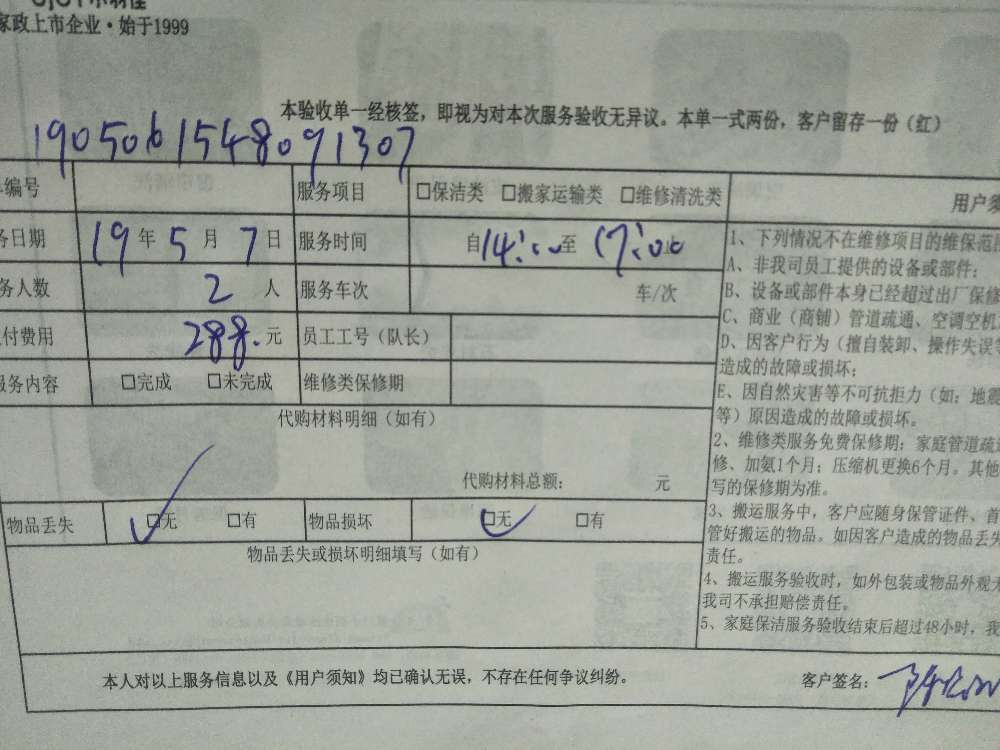 家政上市企业·始于1999
本验收单一经核签，即视为对本次服务验收无异议。本单一式两份，客户留存一份（红）
1905061548091307
编号 服务项目 □保洁类 □搬家运输类 □维修清洗类
日期 19年5月7日 服务时间 自14:00至17:00止
务人数 2人 服务车次 车/次
付费用 288.元 员工工号（队长）
服务内容 □完成 □未完成 维修类保修期
代购材料明细（如有）
代购材料总额： 元
物品丢失 □无 □有 物品损坏 □无 □有
物品丢失或损坏明细填写（如有）
用户须
1、下列情况不在维修项目的维保范
A、非我司员工提供的设备或部件；
B、设备或部件本身已经超过出厂保修
C、商业（商铺）管道疏通、空调空机
D、因客户行为（擅自装卸、操作失误等
造成的故障或损坏；
E、因自然灾害等不可抗拒力（如：地震
等）原因造成的故障或损坏。
2、维修类服务免费保修期：家庭管道疏通
修、加氨1个月；压缩机更换6个月。其他
写的保修期为准。
3、搬运服务中，客户应随身保管证件、首
管好搬运的物品。如因客户造成的物品丢失
责任。
4、搬运服务验收时，如外包装或物品外观无
我司不承担赔偿责任。
5、家庭保洁服务验收结束后超过48小时，我
本人对以上服务信息以及《用户须知》均已确认无误，不存在任何争议纠纷。 客户签名：